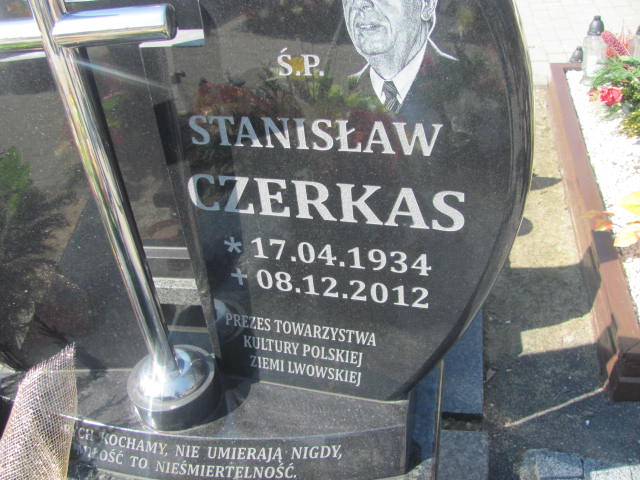 Ś.P.
STANISŁAW
CZERKAS
* 17.04.1934
+ 08.12.2012
PREZES TOWARZYSTWA
KULTURY POLSKIEJ
ZIEMI LWOWSKIEJ
KOCHAMY, NIE UMIERAJĄ NIGDY,
TO NIEŚMIERTELNOŚĆ.